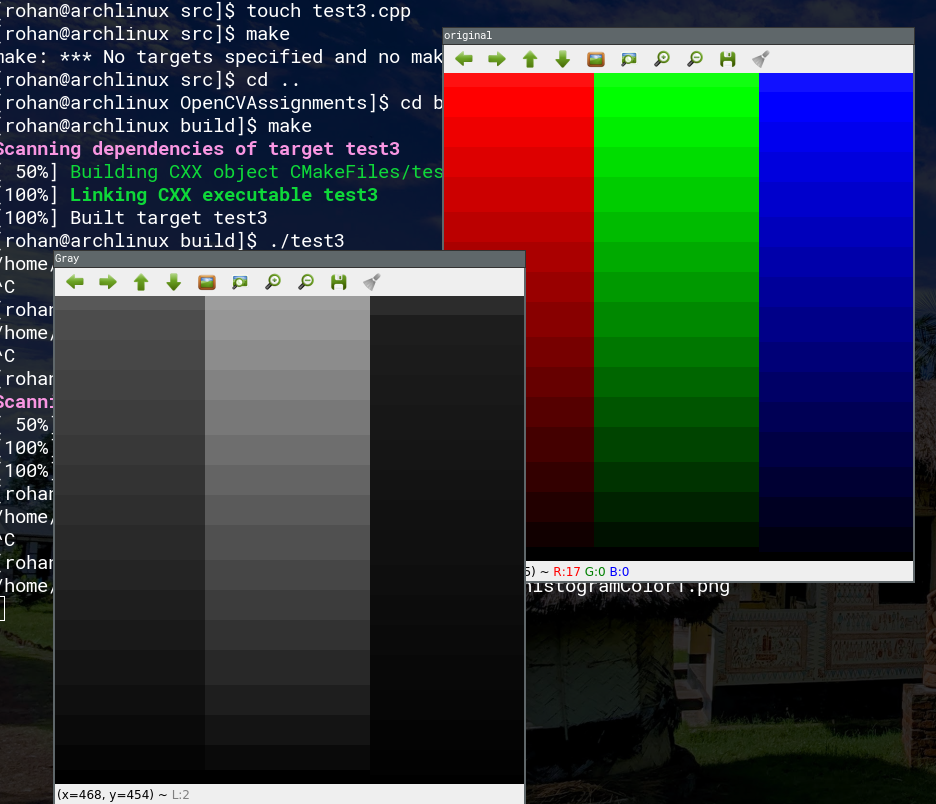 [rohan@archlinux src]$ touch test3.cpp
[rohan@archlinux src]$ make
make: *** No targets specified and no mak
[rohan@archlinux src]$ cd ..
[rohan@archlinux OpenCVAssignments]$ cd b
[rohan@archlinux build]$ make
Scanning dependencies of target test3
[ 50%] Building CXX object CMakeFiles/tes
[100%] Linking CXX executable test3
[100%] Built target test3
[rohan@archlinux build]$ ./test3
/home/
^C
[rohan
/home/
^C
[rohan
Scanni
[ 50%]
[100%]
[100%]
[rohan
/home/
^C
[rohan
/home/
histogramColor1.png
original
5) ~ R:17 G:0 B:0
Gray
(x=468, y=454) ~ L:2